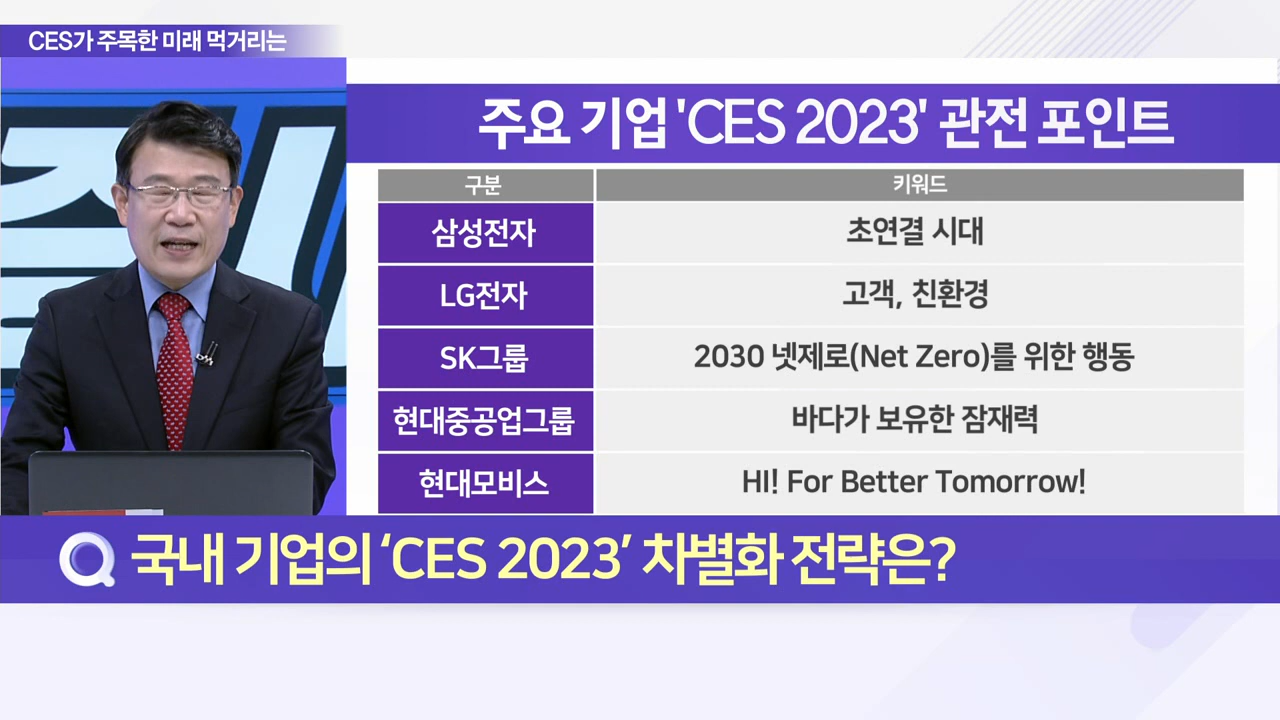 CES가 주목한 미래 먹거리는
주요 기업 'CES 2023' 관전 포인트
구분 키워드
삼성전자 초연결 시대
LG전자 고객, 친환경
SK그룹 2030 넷제로(Net Zero)를 위한 행동
현대중공업그룹 바다가 보유한 잠재력
현대모비스 HI! For Better Tomorrow!
Q 국내 기업의 ‘CES 2023’ 차별화 전략은?